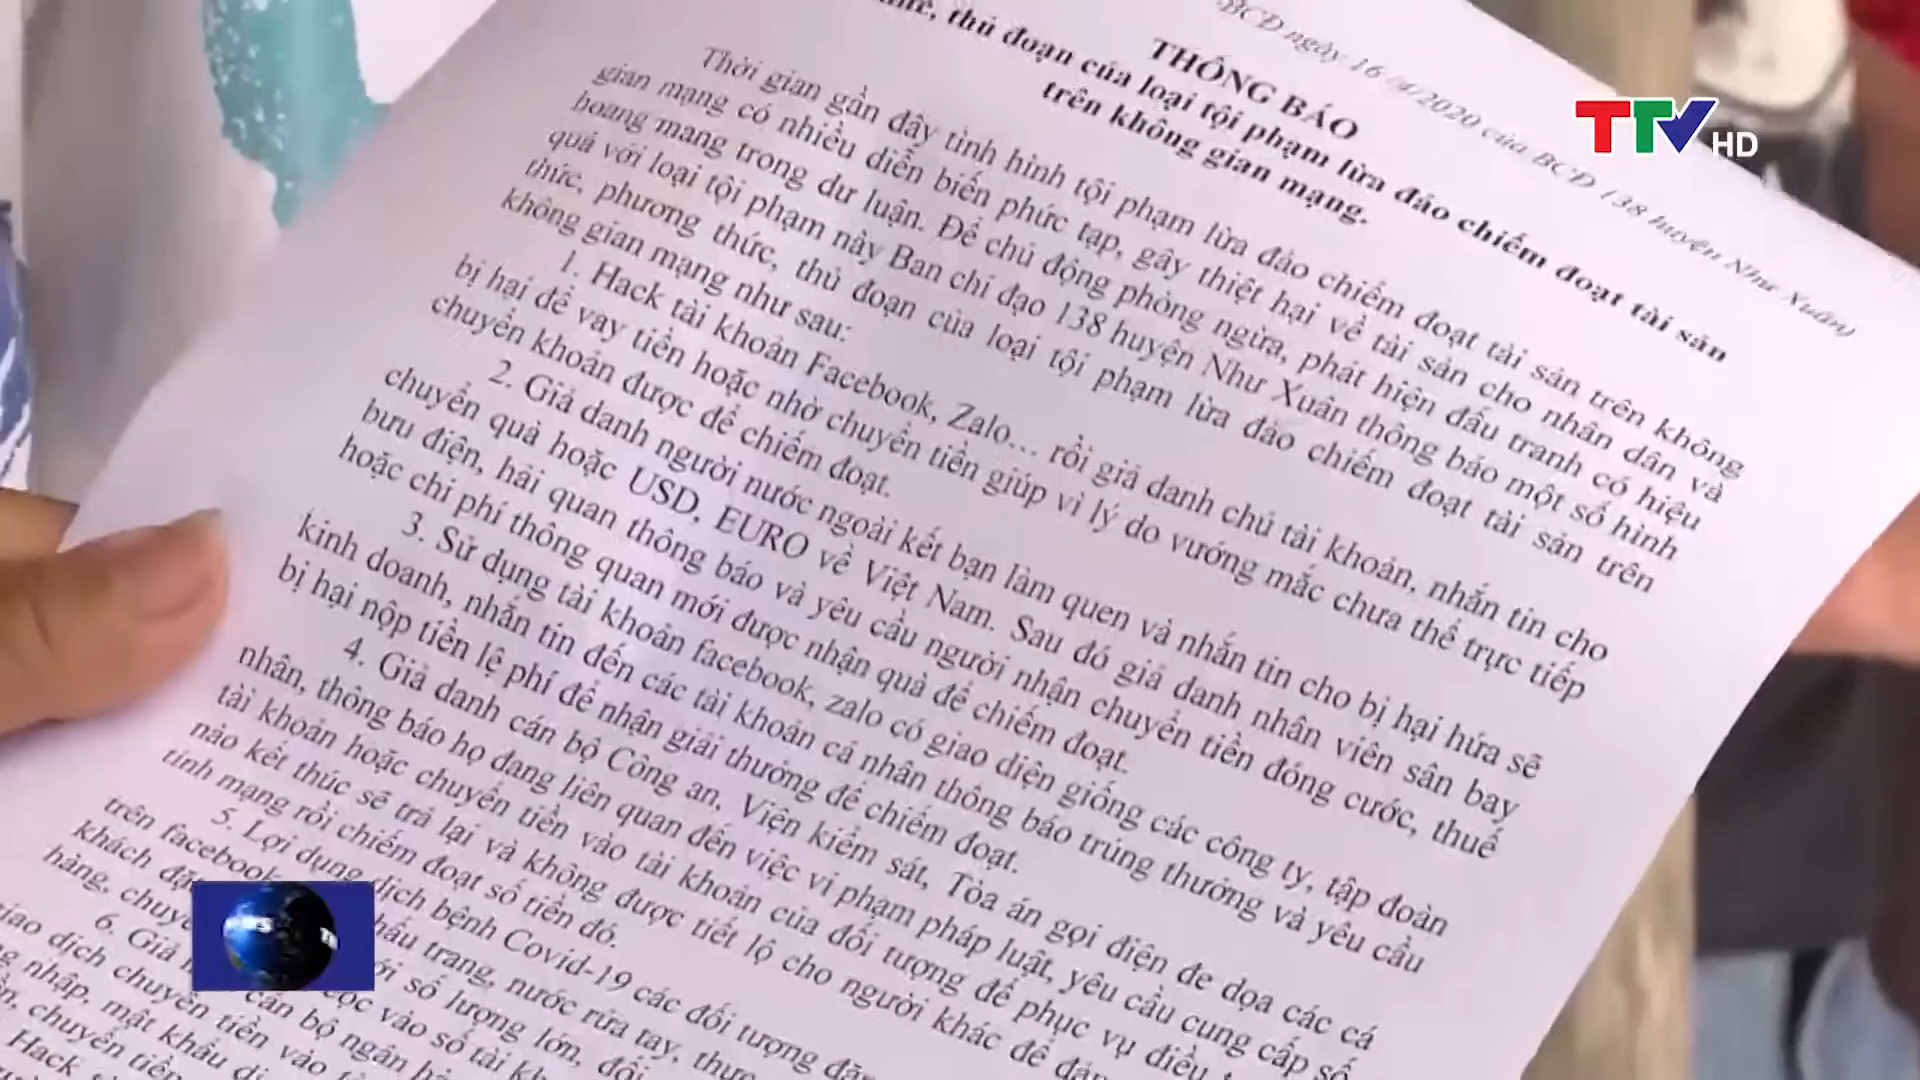 BCĐ ngày 16/4/2020 của BCĐ 138 huyện Như Xuân)
THÔNG BÁO
thủ đoạn của loại tội phạm lừa đảo chiếm đoạt tài sản
trên không gian mạng.
Thời gian gần đây tình hình tội phạm lừa đảo chiếm đoạt tài sản trên không
gian mạng có nhiều diễn biến phức tạp, gây thiệt hại về tài sản cho nhân dân và
hoang mang trong dư luận. Để chủ động phòng ngừa, phát hiện đấu tranh có hiệu
quả với loại tội phạm này Ban chỉ đạo 138 huyện Như Xuân thông báo một số hình
thức, phương thức, thủ đoạn của loại tội phạm lừa đảo chiếm đoạt tài sản trên
không gian mạng như sau:
1. Hack tài khoản Facebook, Zalo... rồi giả danh chủ tài khoản, nhắn tin cho
bị hại để vay tiền hoặc nhờ chuyển tiền giúp vì lý do vướng mắc chưa thể trực tiếp
chuyển khoản được để chiếm đoạt.
2. Giả danh người nước ngoài kết bạn làm quen và nhắn tin cho bị hại hứa sẽ
chuyển quà hoặc USD, EURO về Việt Nam. Sau đó giả danh nhân viên sân bay
bưu điện, hải quan thông báo và yêu cầu người nhận chuyển tiền đóng cước, thuế
hoặc chi phí thông quan mới được nhận quà để chiếm đoạt.
3. Sử dụng tài khoản facebook, zalo có giao diện giống các công ty, tập đoàn
kinh doanh, nhắn tin đến các tài khoản cá nhân thông báo trúng thưởng và yêu cầu
bị hại nộp tiền lệ phí để nhận giải thưởng để chiếm đoạt.
4. Giả danh cán bộ Công an, Viện kiểm sát, Tòa án gọi điện đe dọa các cá
nhân, thông báo họ đang liên quan đến việc vi phạm pháp luật, yêu cầu cung cấp số
tài khoản hoặc chuyển tiền vào tài khoản của đối tượng để phục vụ điều
nào kết thúc sẽ trả lại và không được tiết lộ cho người khác để
tính mạng rồi chiếm đoạt số tiền đó.
5. Lợi dụng dịch bệnh Covid-19 các đối tượng
trên facebook khẩu trang, nước rửa tay,
khách số lượng lớn,
hàng, vào số tài
6. Giả cán bộ ngân
giao dịch chuyển tiền vào
nhập, mật khẩu
chuyển tiền
Hack
TTV HD